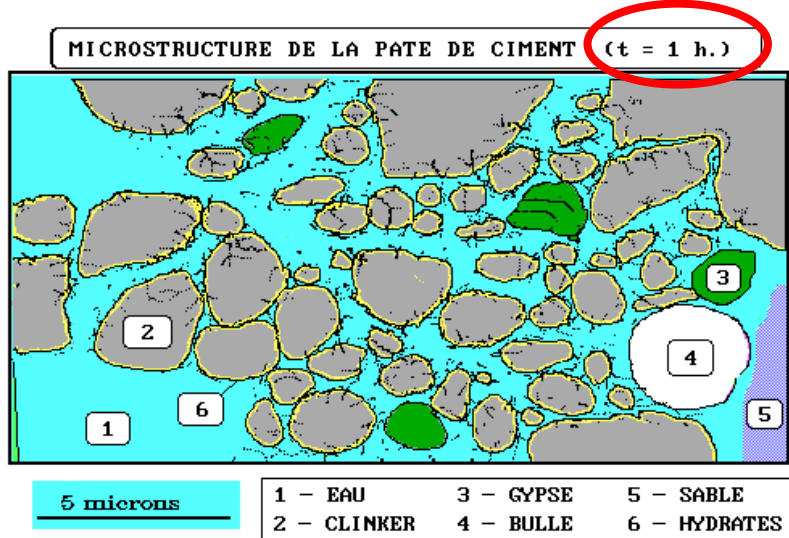 MICROSTRUCTURE DE LA PATE DE CIMENT (t = 1 h.)
3
2
4
6
5
1
5 microns
1 - EAU 3 - GYPSE 5 - SABLE
2 - CLINKER 4 - BULLE 6 - HYDRATES